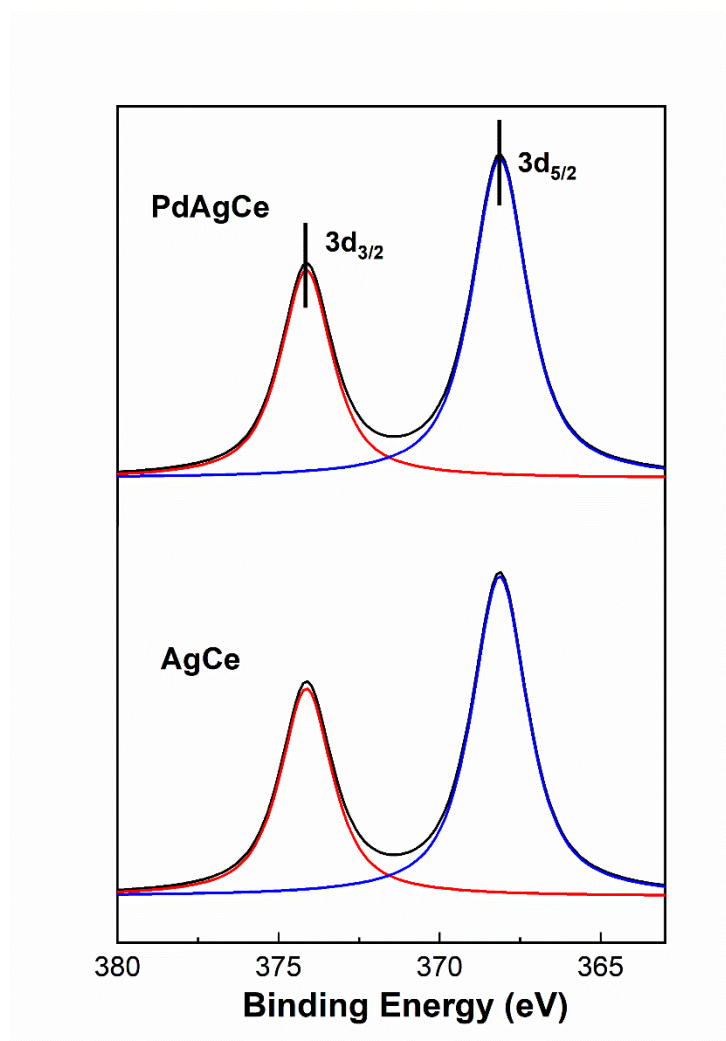 3d5/2
PdAgCe
3d3/2
AgCe
380 375 370 365
Binding Energy (eV)